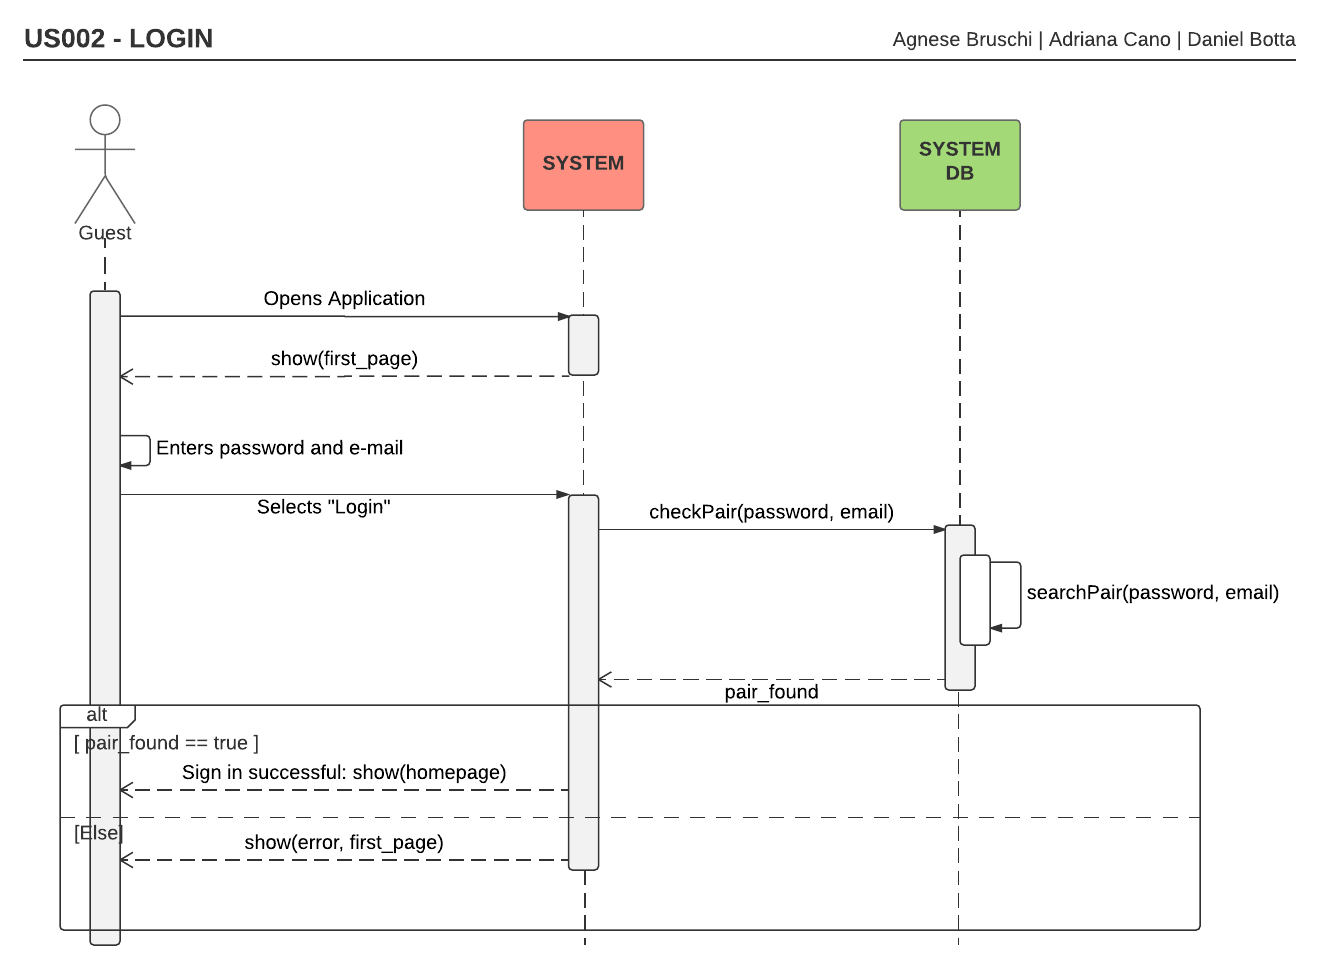 US002 - LOGIN
Agnese Bruschi | Adriana Cano | Daniel Botta
Guest
SYSTEM
SYSTEM
DB
Opens Application
show(first_page)
Enters password and e-mail
Selects "Login"
checkPair(password, email)
searchPair(password, email)
pair_found
alt
[ pair_found == true ]
Sign in successful: show(homepage)
[Else]
show(error, first_page)